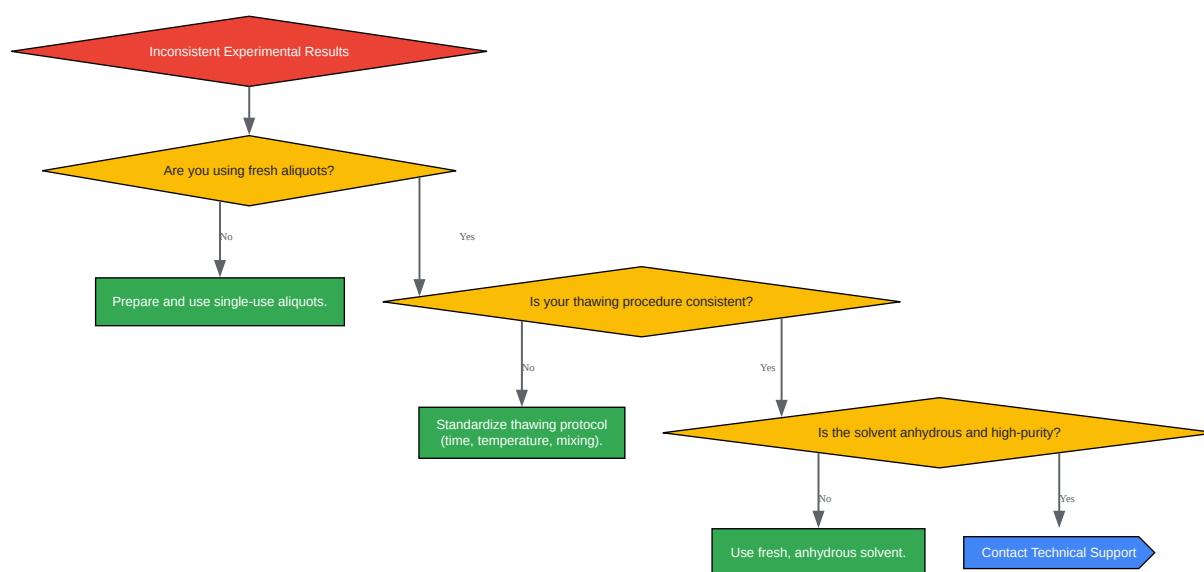 Inconsistent Experimental Results
Are you using fresh aliquots?
No
Yes
Prepare and use single-use aliquots.
Is your thawing procedure consistent?
No
Yes
Standardize thawing protocol
(time, temperature, mixing).
Is the solvent anhydrous and high-purity?
No
Yes
Use fresh, anhydrous solvent.
Contact Technical Support